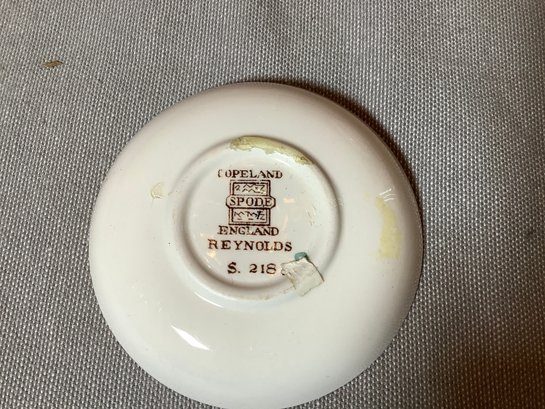 COPELAND
SPODE
ENGLAND
REYNOLDS
S. 218